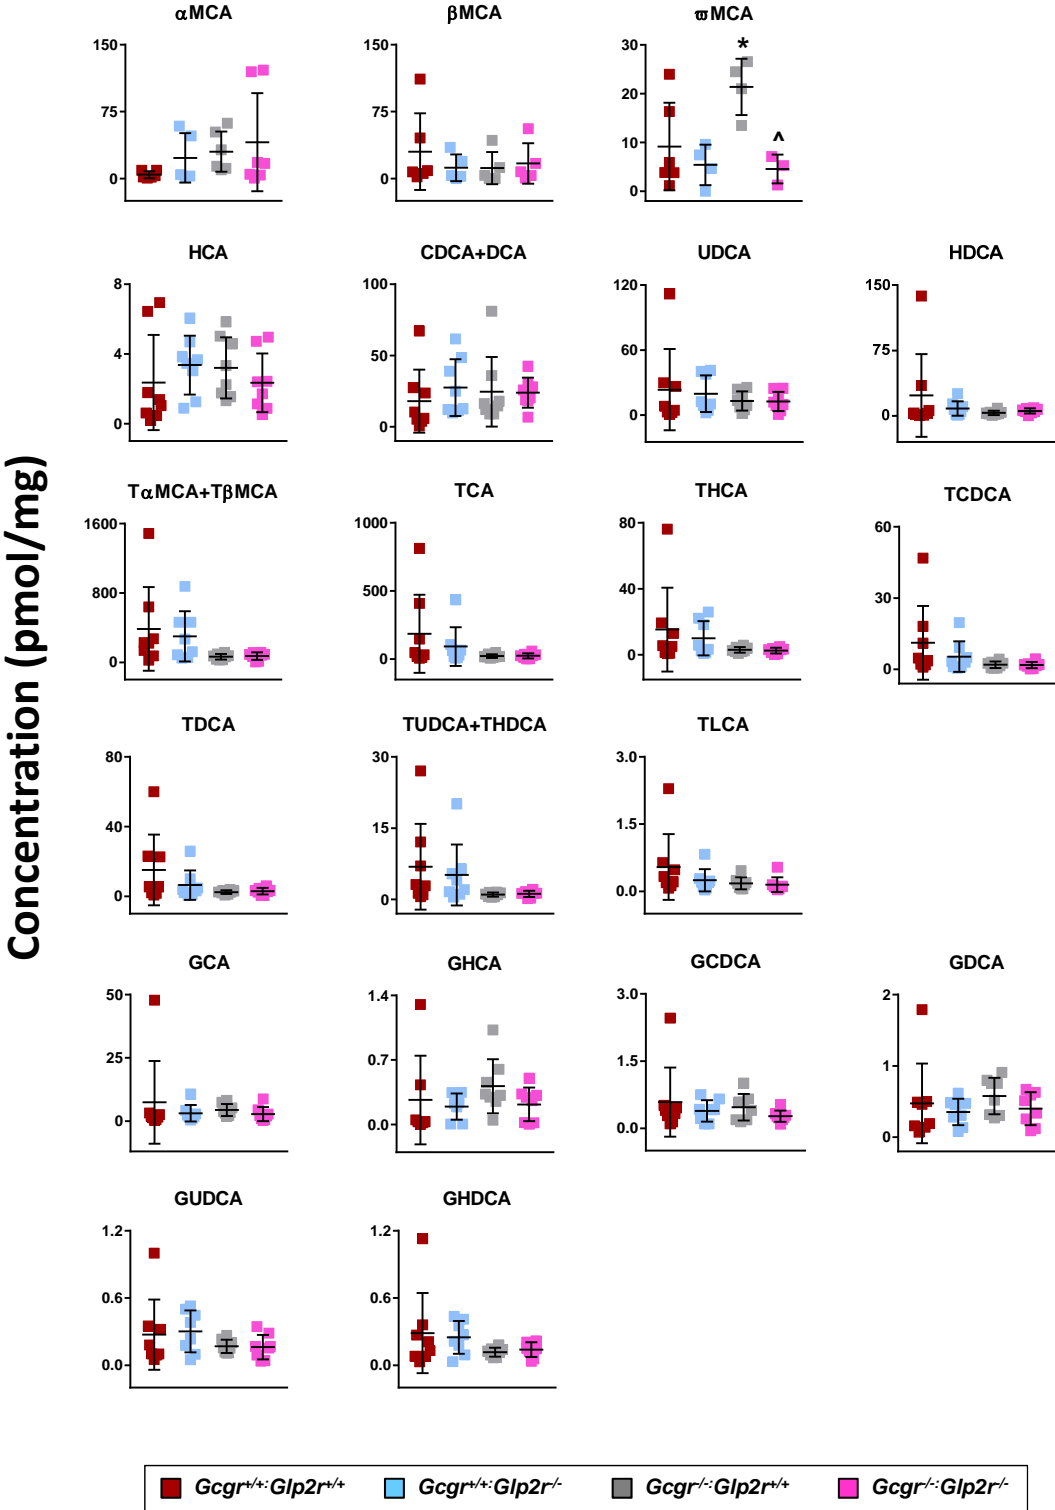 αMCA βMCA ϖMCA
150 75 0
150 75 0
30 20 10 0
* ^
HCA CDCA+DCA UDCA HDCA
8 4 0
100 50 0
120 60 0
150 75 0
Concentration (pmol/mg)
TαMCA+TβMCA TCA THCA TCDCA
1600 800 0
1000 500 0
80 40 0
60 30 0
TDCA TUDCA+THDCA TLCA
80 40 0
30 15 0
3.0 1.5 0.0
GCA GHCA GCDCA GDCA
50 25 0
1.4 0.7 0.0
3.0 1.5 0.0
2 1 0
GUDCA GHDCA
1.2 0.6 0.0
1.2 0.6 0.0
Gcgr+/+:Glp2r+/+ Gcgr+/+:Glp2r-/- Gcgr-/-:Glp2r+/+ Gcgr-/-:Glp2r-/-